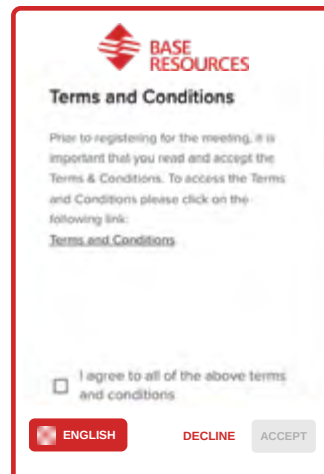 BASE
RESOURCES
Terms and Conditions
Prior to registering for the meeting, it is
important that you read and accept the
Terms & Conditions. To access the Terms
and Conditions please click on the
following link:
Terms and Conditions
I agree to all of the above terms
and conditions
ENGLISH
DECLINE
ACCEPT